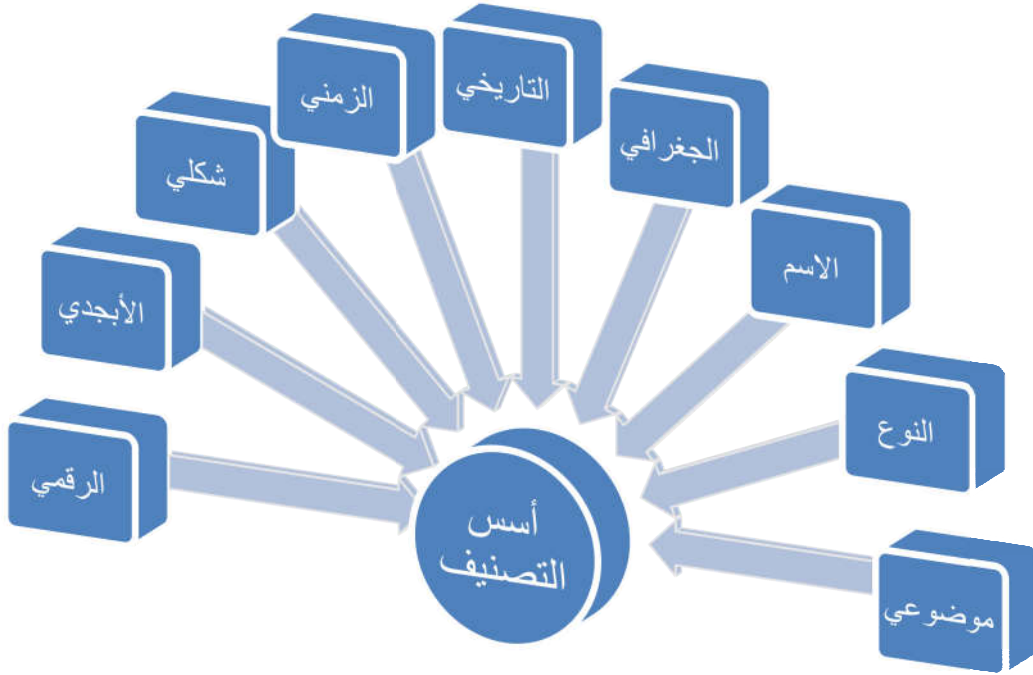 التاريخي
الزمني
الجغرافي
شكلي
الاسم
الأبجدي
النوع
الرقمي
أسس
التصنيف
موضوعي